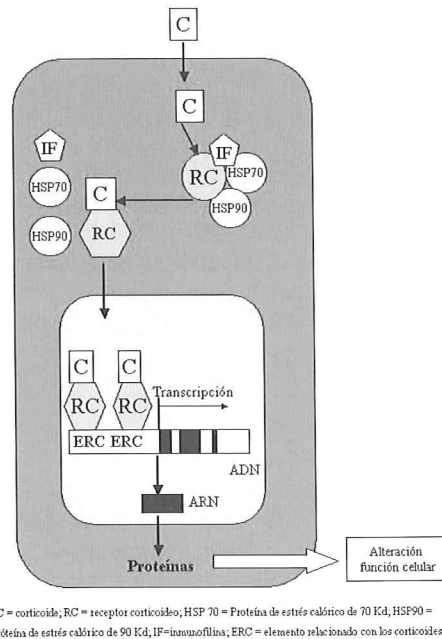 C
C
IF
RC
HSP70
HSP90
IF
HSP70
HSP90
C
RC
C
C
RC
RC
Transcripción
ERC ERC
ADN
ARN
Proteínas
Alteración
función celular
C = corticoide; RC = receptor corticoideo; HSP 70 = Proteína de estrés calórico de 70 Kd; HSP90 =
próteína de estrés calórico de 90 Kd; IF=inmunofilina; ERC = elemento relacionado con los corticoides